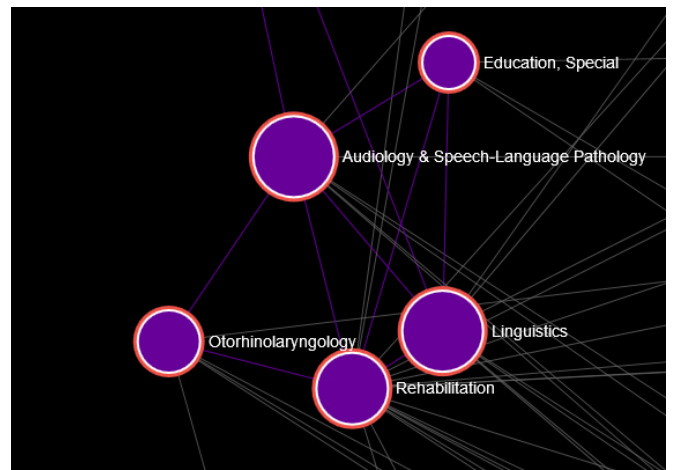 Education, Special
Audiology & Speech-Language Pathology
Linguistics
Otorhinolaryngology
Rehabilitation